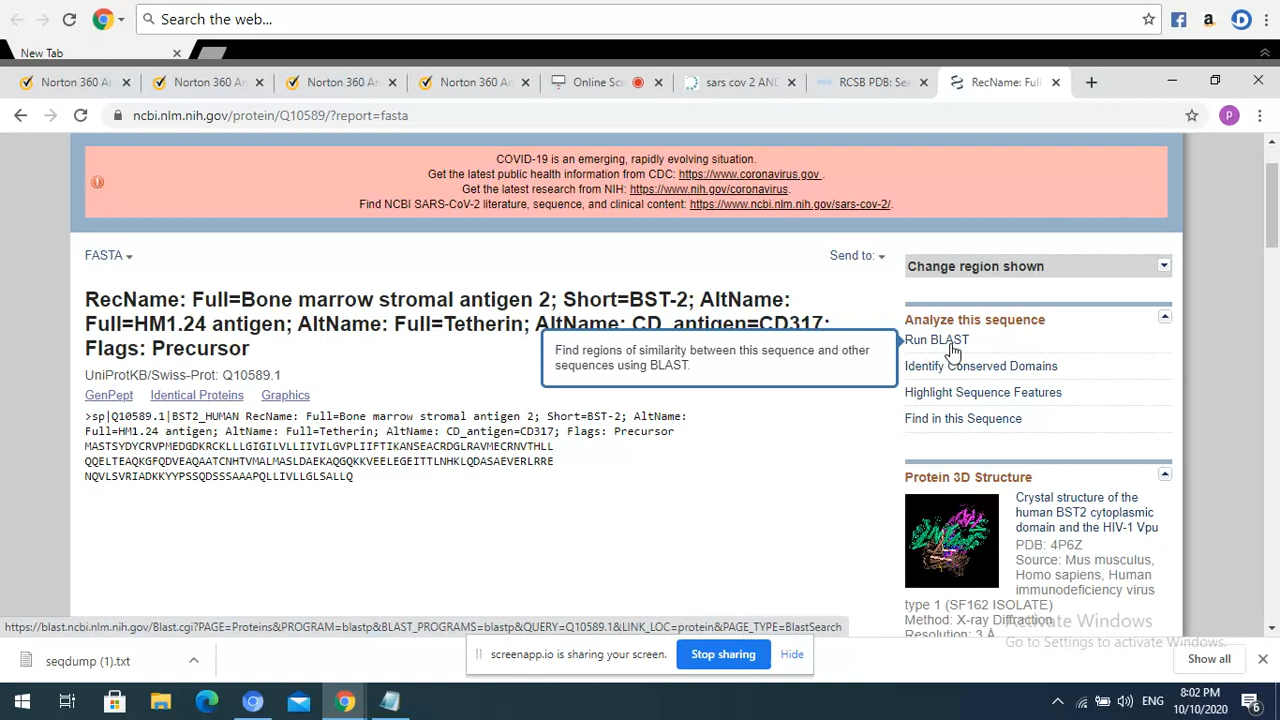 Search the web...
New Tab
Norton 360 An
Norton 360 An
Norton 360 An
Norton 360 An
Online Scr
sars cov 2 AND
RCSB PDB: Sea
RecName: Full
ncbi.nlm.nih.gov/protein/Q10589/?report=fasta
P
COVID-19 is an emerging, rapidly evolving situation.
Get the latest public health information from CDC: https://www.coronavirus.gov .
Get the latest research from NIH: https://www.nih.gov/coronavirus.
Find NCBI SARS-CoV-2 literature, sequence, and clinical content: https://www.ncbi.nlm.nih.gov/sars-cov-2/.
FASTA
Send to:
RecName: Full=Bone marrow stromal antigen 2; Short=BST-2; AltName:
Full=HM1.24 antigen; AltName: Full=Tetherin; AltName: CD_antigen=CD317;
Flags: Precursor
UniProtKB/Swiss-Prot: Q10589.1
GenPept Identical Proteins Graphics
>sp|Q10589.1|BST2_HUMAN RecName: Full=Bone marrow stromal antigen 2; Short=BST-2; AltName:
Full=HM1.24 antigen; AltName: Full=Tetherin; AltName: CD_antigen=CD317; Flags: Precursor
MASTSYDYCRVPMEDGDKRCKLLLGIGILVLLIIVILGVPLIIFTIKANSEACRDGLRAVMECRNVTHLL
QQELTEAQKGFQDVEAQAATCNHTVMALMASLDAEKAQGQKKVEELEGEITTLNHKLQDASAEVERLRRE
NQVLSVRIADKKYYPSSQDSSSAAAPQLLIVLLGLSALLQ
Find regions of similarity between this sequence and other
sequences using BLAST.
Change region shown
Analyze this sequence
Run BLAST
Identify Conserved Domains
Highlight Sequence Features
Find in this Sequence
Protein 3D Structure
Crystal structure of the
human BST2 cytoplasmic
domain and the HIV-1 Vpu
PDB: 4P6Z
Source: Mus musculus,
Homo sapiens, Human
immunodeficiency virus
type 1 (SF162 ISOLATE)
Method: X-ray Diffraction
Resolution: 3 Å
Activate Windows
Go to Settings to activate Windows.
https://blast.ncbi.nlm.nih.gov/Blast.cgi?PAGE=Proteins&PROGRAM=blastp&BLAST_PROGRAMS=blastp&QUERY=Q10589.1&LINK_LOC=protein&PAGE_TYPE=BlastSearch
seqdump (1).txt
screenapp.io is sharing your screen.
Stop sharing
Hide
Show all
ENG
8:02 PM
10/10/2020
6